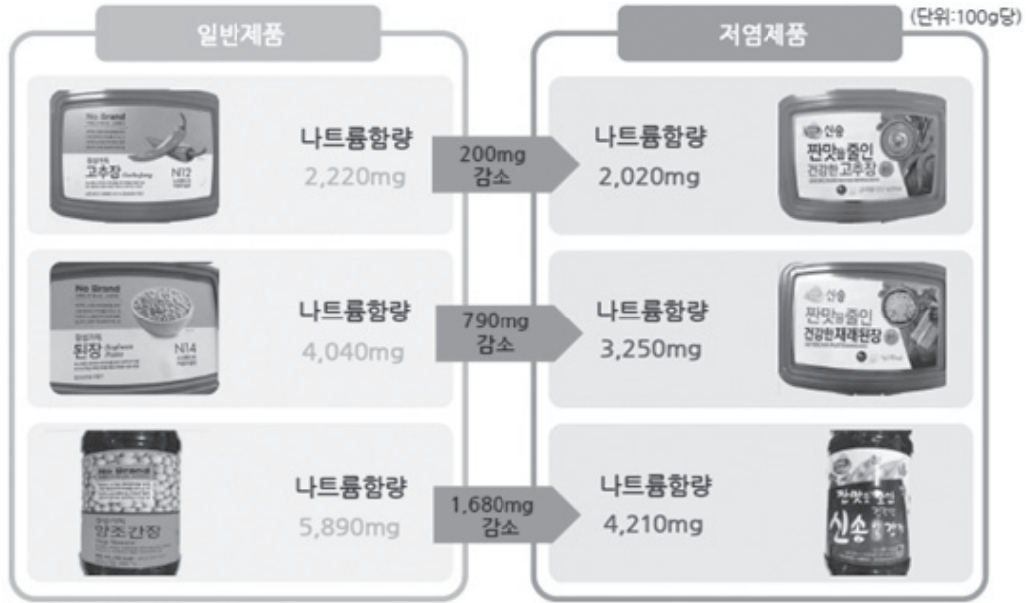 (단위:100g당)
일반제품
저염제품
No Brand
고추장
N12
나트륨함량
2,220mg
200mg
감소
나트륨함량
2,020mg
신송
짠맛을 줄인
건강한 고추장
No Brand
된장
N14
나트륨함량
4,040mg
790mg
감소
나트륨함량
3,250mg
신송
짠맛을 줄인
건강한 재래된장
No Brand
양조간장
나트륨함량
5,890mg
1,680mg
감소
나트륨함량
4,210mg
짠맛을 줄인
신송